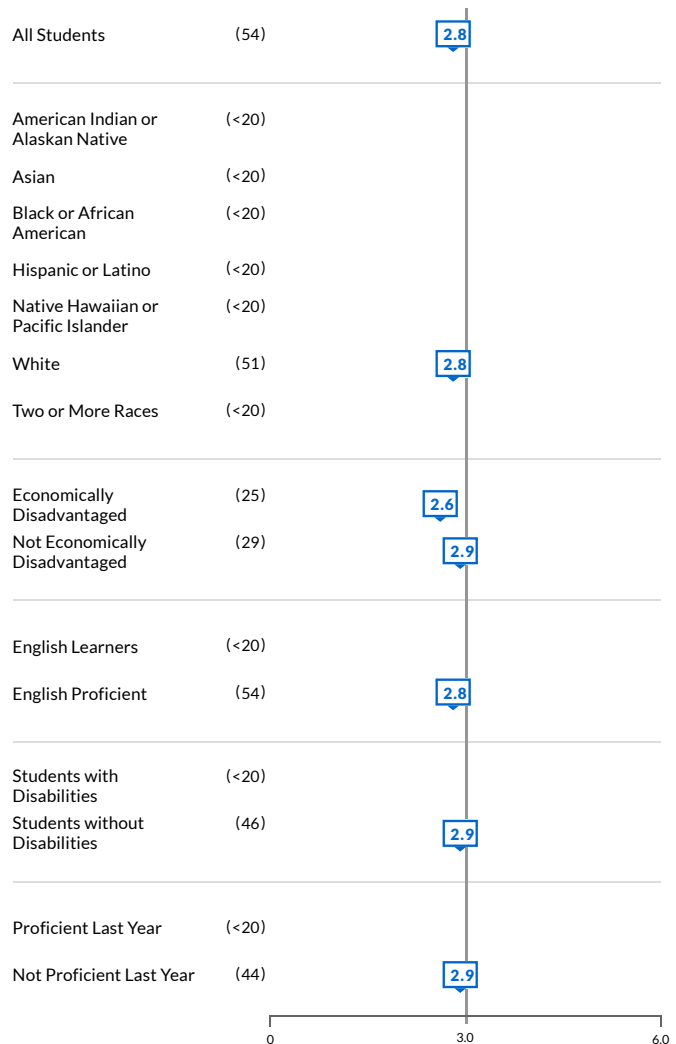 All Students (54) 2.8
American Indian or (<20)
Alaskan Native
Asian (<20)
Black or African (<20)
American
Hispanic or Latino (<20)
Native Hawaiian or (<20)
Pacific Islander
White (51) 2.8
Two or More Races (<20)
Economically (25) 2.6
Disadvantaged
Not Economically (29) 2.9
Disadvantaged
English Learners (<20)
English Proficient (54) 2.8
Students with (<20)
Disabilities
Students without (46) 2.9
Disabilities
Proficient Last Year (<20)
Not Proficient Last Year (44) 2.9
0 3.0 6.0